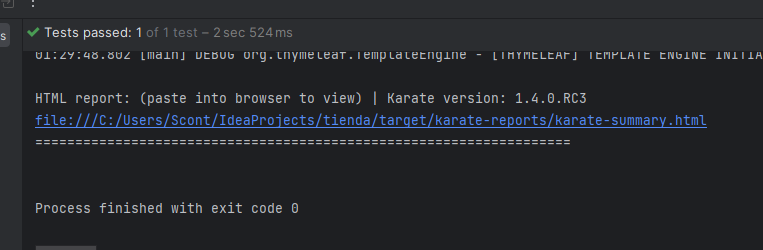 Tests passed: 1 of 1 test – 2 sec 524 ms
s
01:29:48.802 [main] DEBUG org.thymeleaf.TemplateEngine - [THYMELEAF] TEMPLATE ENGINE INITIA
HTML report: (paste into browser to view) | Karate version: 1.4.0.RC3
file:///C:/Users/Scont/IdeaProjects/tienda/target/karate-reports/karate-summary.html
===================================================================
Process finished with exit code 0